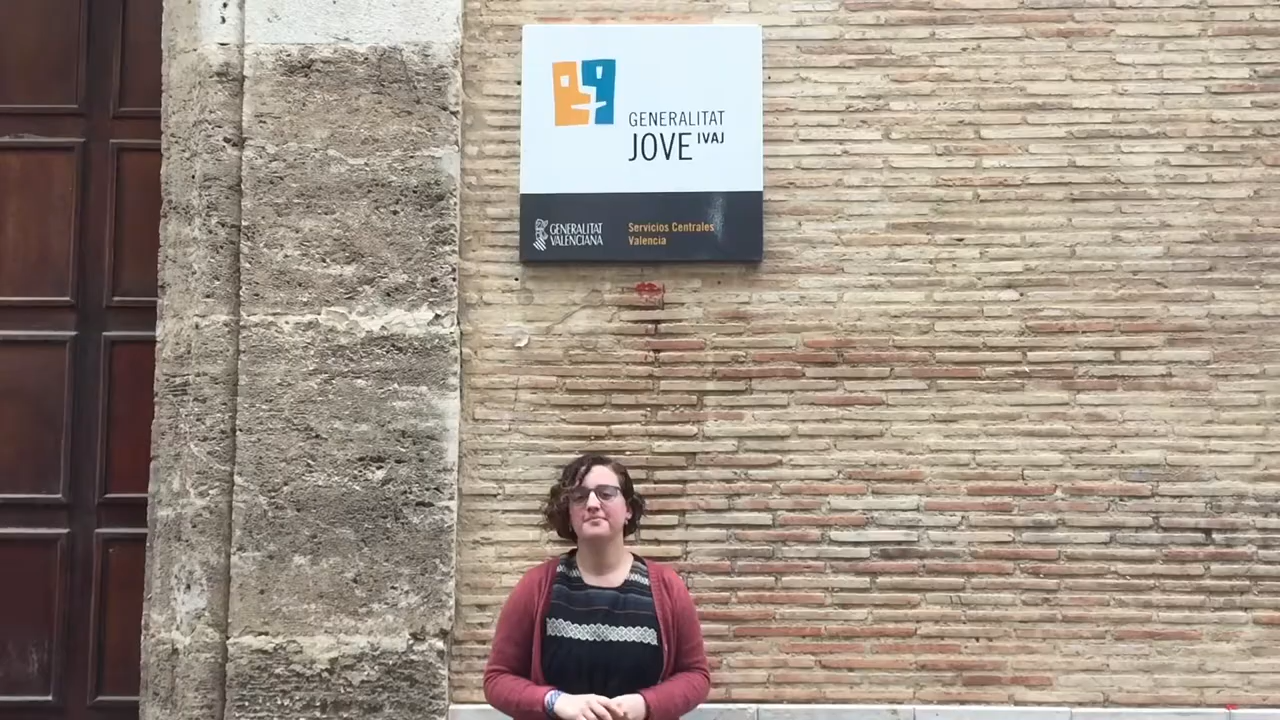 GENERALITAT
JOVE IVAJ
GENERALITAT
VALENCIANA
Servicios Centrales
Valencia